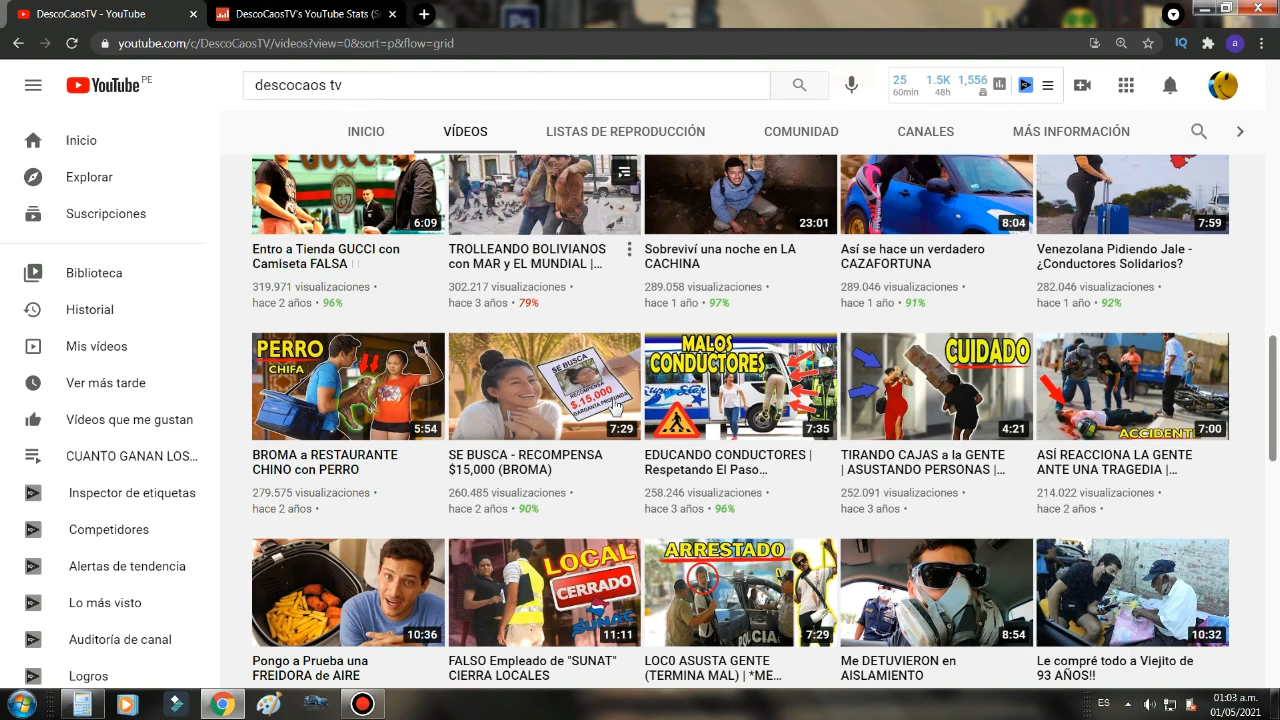 DescoCaosTV - YouTube
DescoCaosTV's YouTube Stats (S
youtube.com/c/DescoCaosTV/videos?view=0&sort=p&flow=grid
IQ
a
YouTube PE
descocaos tv
25 1.5K 1,556
60min 48h
Inicio
Explorar
Suscripciones
Biblioteca
Historial
Mis vídeos
Ver más tarde
Vídeos que me gustan
CUANTO GANAN LOS...
Inspector de etiquetas
Competidores
Alertas de tendencia
Lo más visto
Auditoría de canal
Logros
INICIO VÍDEOS LISTAS DE REPRODUCCIÓN COMUNIDAD CANALES MÁS INFORMACIÓN
GUCCI
6:09
23:01
8:04
7:59
Entro a Tienda GUCCI con
Camiseta FALSA
319.971 visualizaciones •
hace 2 años • 96%
TROLLEANDO BOLIVIANOS
con MAR y EL MUNDIAL |...
302.217 visualizaciones •
hace 3 años • 79%
Sobreviví una noche en LA
CACHINA
289.058 visualizaciones •
hace 1 año • 97%
Así se hace un verdadero
CAZAFORTUNA
289.046 visualizaciones •
hace 1 año • 91%
Venezolana Pidiendo Jale -
¿Conductores Solidarios?
282.046 visualizaciones •
hace 1 año • 92%
PERRO
CHIFA
5:54
SE BUSCA
RECOMPENSA
$.15.000
GARGANTA PROFUNDA
7:29
MALOS
CONDUCTORES
Super Star
7:35
CUIDADO
4:21
ACCIDENT
7:00
BROMA a RESTAURANTE
CHINO con PERRO
279.575 visualizaciones •
hace 2 años •
SE BUSCA - RECOMPENSA
$15,000 (BROMA)
260.485 visualizaciones •
hace 2 años • 90%
EDUCANDO CONDUCTORES |
Respetando El Paso...
258.246 visualizaciones •
hace 3 años • 96%
TIRANDO CAJAS a la GENTE
| ASUSTANDO PERSONAS |...
252.091 visualizaciones •
hace 3 años •
ASÍ REACCIONA LA GENTE
ANTE UNA TRAGEDIA |...
214.022 visualizaciones •
hace 2 años •
10:36
LOCAL
CERRADO
SUNAT
11:11
ARRESTADO
POLICIA
7:29
8:54
10:32
Pongo a Prueba una
FREIDORA de AIRE
FALSO Empleado de "SUNAT"
CIERRA LOCALES
LOC0 ASUSTA GENTE
(TERMINA MAL) | *ME...
Me DETUVIERON en
AISLAMIENTO
Le compré todo a Viejito de
93 AÑOS!!
ES
01:03 a.m.
01/05/2021